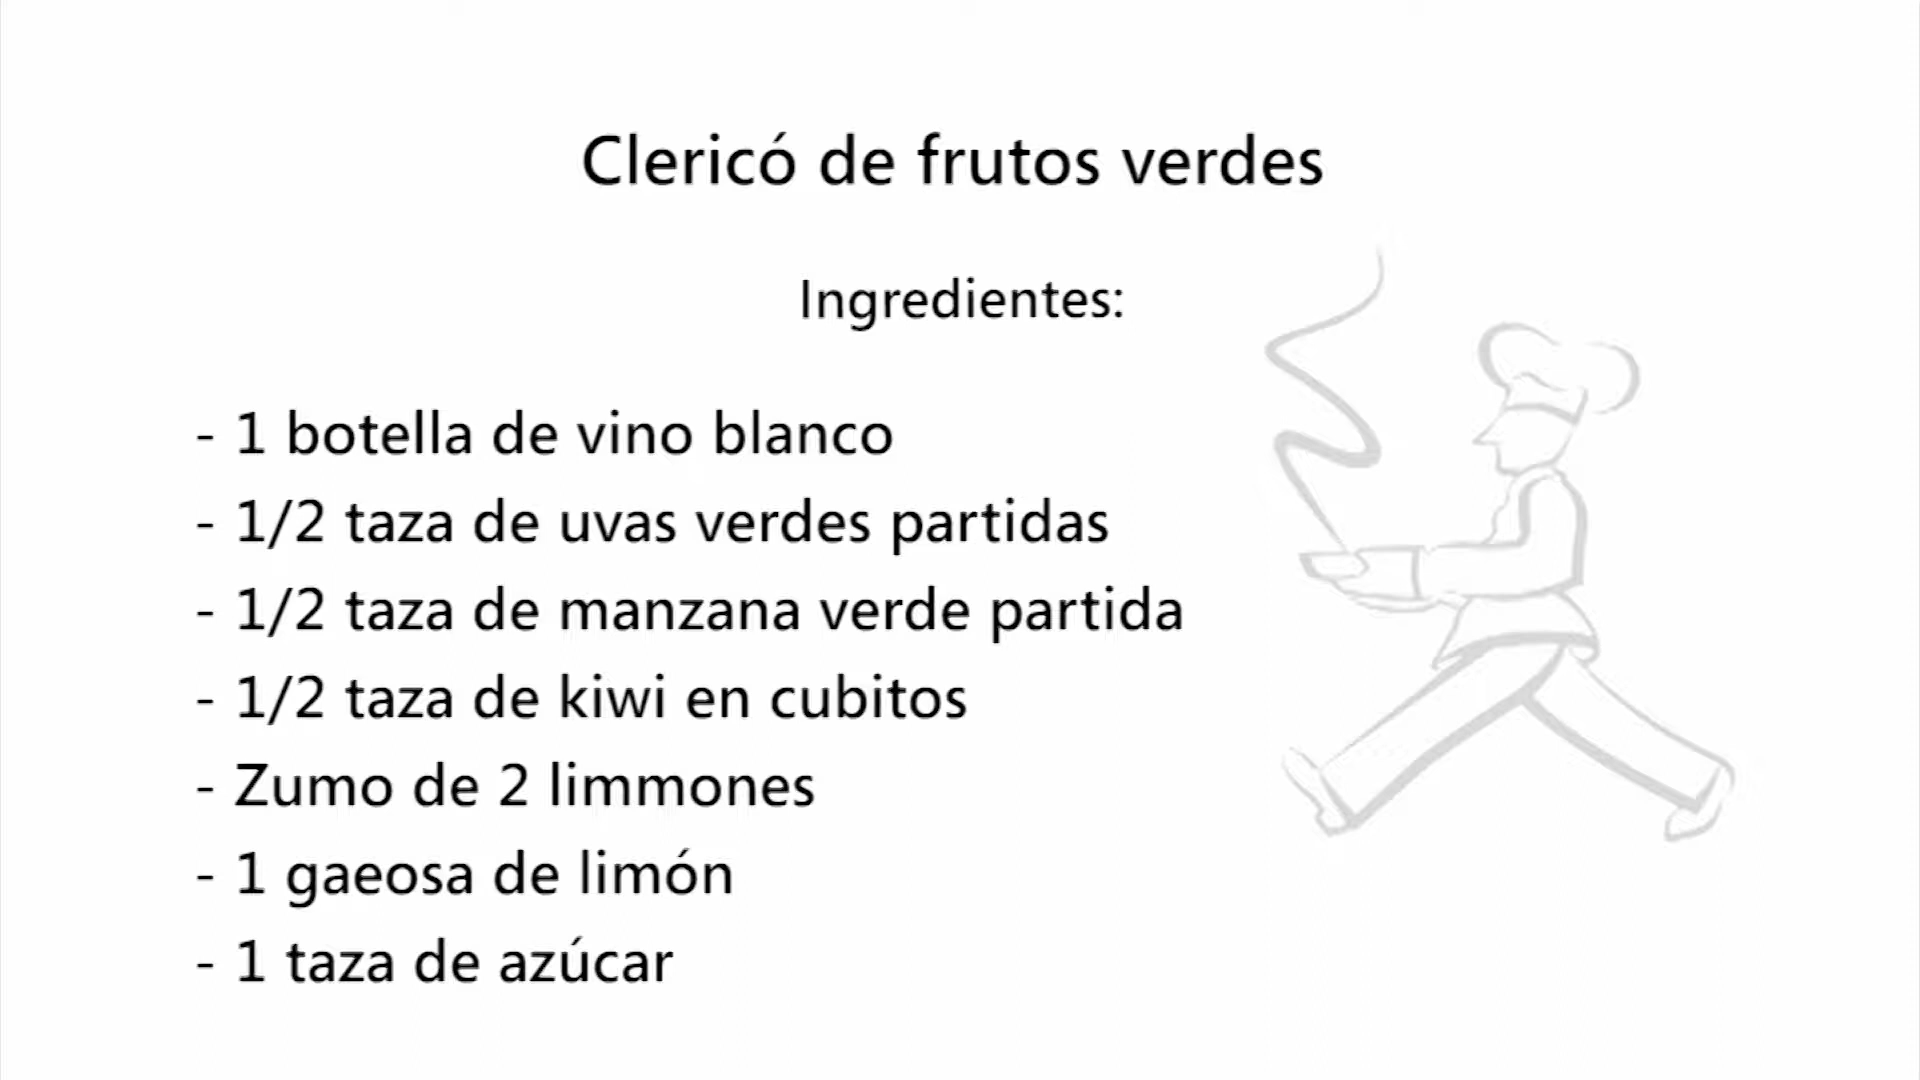 Clericó de frutos verdes
Ingredientes:
- 1 botella de vino blanco
- 1/2 taza de uvas verdes partidas
- 1/2 taza de manzana verde partida
- 1/2 taza de kiwi en cubitos
- Zumo de 2 limmones
- 1 gaeosa de limón
- 1 taza de azúcar